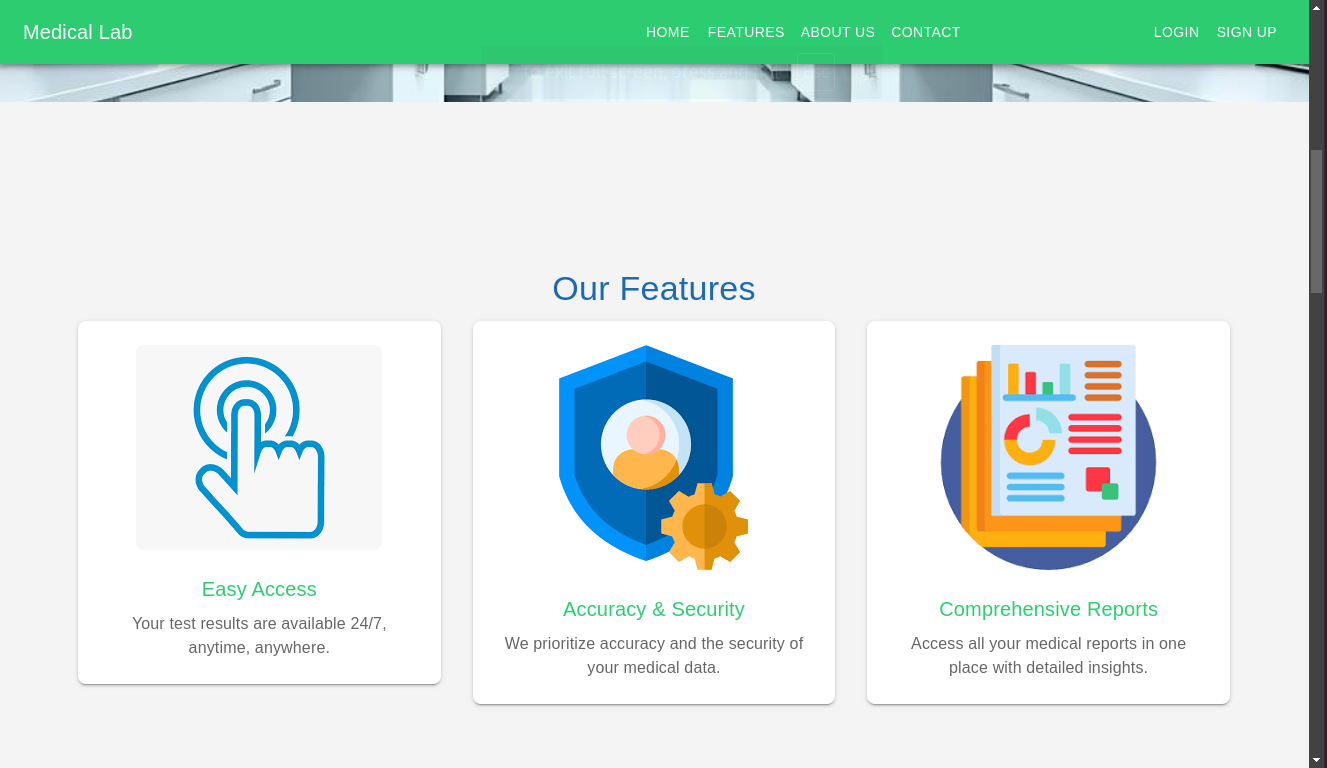 Medical Lab
HOME FEATURES ABOUT US CONTACT
LOGIN SIGN UP
Our Features
Easy Access
Your test results are available 24/7,
anytime, anywhere.
Accuracy & Security
We prioritize accuracy and the security of
your medical data.
Comprehensive Reports
Access all your medical reports in one
place with detailed insights.